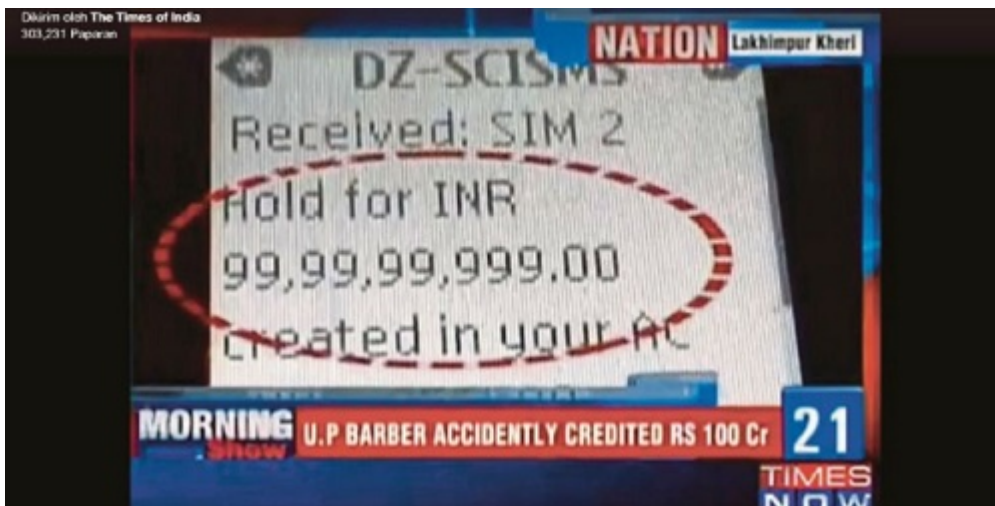 Dikirim oleh The Times of India
303,231 Paparan
NATION Lakhimpur Kheri
DZ-SCISMS
Received: SIM 2
Hold for INR
99,99,99,999.00
created in your AC
MORNING
Show
U.P BARBER ACCIDENTLY CREDITED RS 100 Cr
21
TIMES
NOW